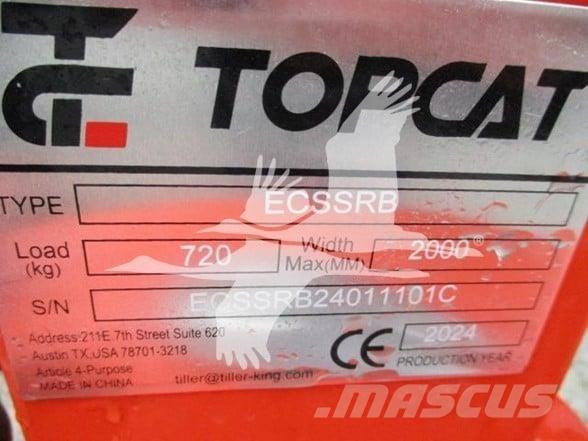 TOPCAT
TYPE ECSSRB
Load (kg) 720 Width Max(MM) 2000®
S/N ECSSRB24011101C
Address:211E 7th Street Suite 620
Austin TX,USA 78701-3218
Article 4-Purpose
MADE IN CHINA
tiller@tiller-king.com
CE 2024
PRODUCTION YEAR
MASCUS